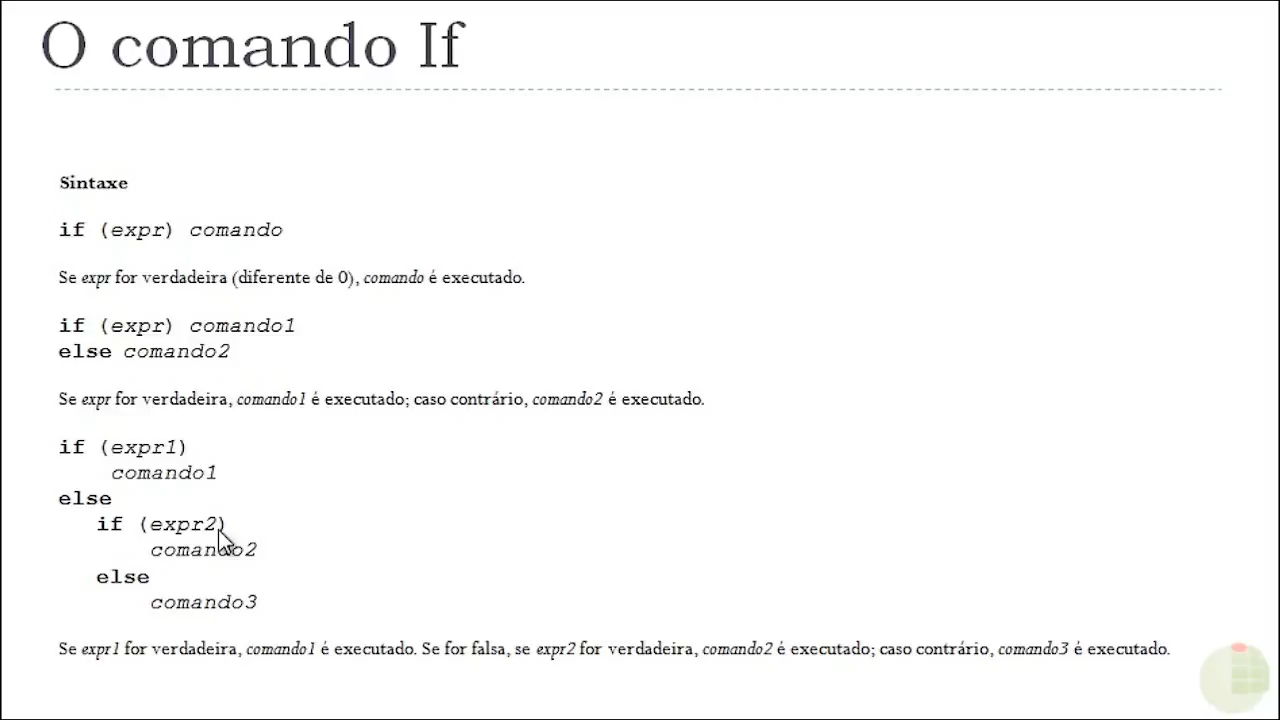 O comando If
Sintaxe
if (expr) comando
Se expr for verdadeira (diferente de 0), comando é executado.
if (expr) comando1
else comando2
Se expr for verdadeira, comando1 é executado; caso contrário, comando2 é executado.
if (expr1)
comando1
else
if (expr2)
comando2
else
comando3
Se expr1 for verdadeira, comando1 é executado. Se for falsa, se expr2 for verdadeira, comando2 é executado; caso contrário, comando3 é executado.